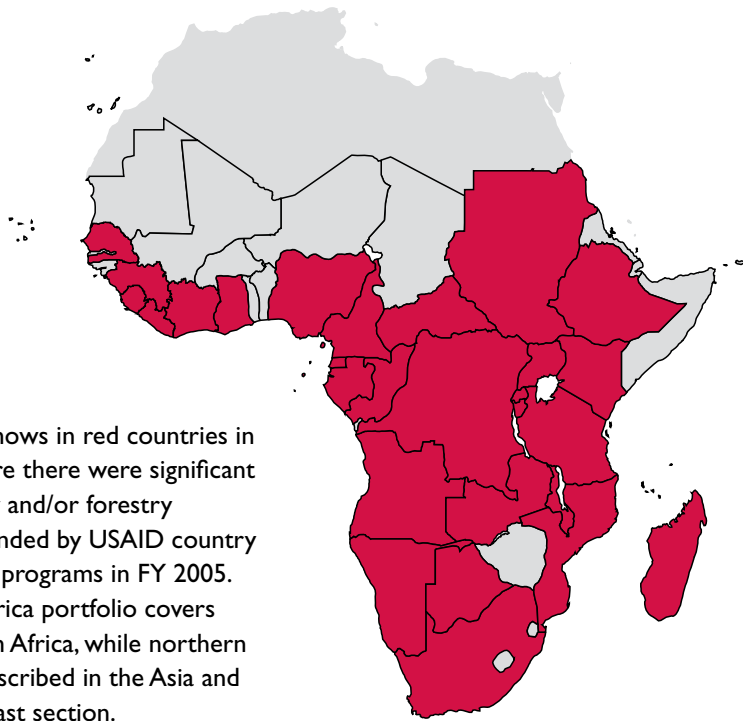 hows in red countries in
re there were significant
and/or forestry
nded by USAID country
programs in FY 2005.
rica portfolio covers
n Africa, while northern
scribed in the Asia and
ast section.